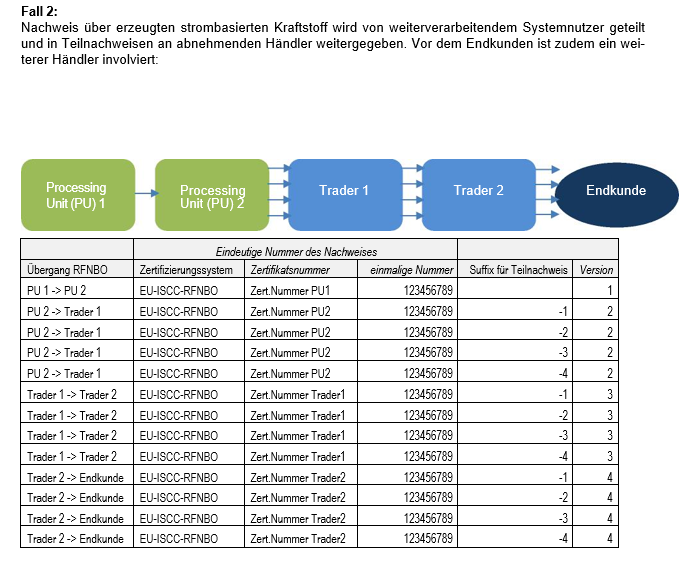 Fall 2:
Nachweis über erzeugten strombasierten Kraftstoff wird von weiterverarbeitendem Systemnutzer geteilt
und in Teilnachweisen an abnehmenden Händler weitergegeben. Vor dem Endkunden ist zudem ein wei-
terer Händler involviert:
Processing
Unit (PU) 1
Processing
Unit (PU) 2
Trader 1
Trader 2
Endkunde
Eindeutige Nummer des Nachweises
Übergang RFNBO Zertifizierungssystem Zertifikatsnummer einmalige Nummer Suffix für Teilnachweis Version
PU 1 -> PU 2 EU-ISCC-RFNBO Zert.Nummer PU1 123456789 1
PU 2 -> Trader 1 EU-ISCC-RFNBO Zert.Nummer PU2 123456789 -1 2
PU 2 -> Trader 1 EU-ISCC-RFNBO Zert.Nummer PU2 123456789 -2 2
PU 2 -> Trader 1 EU-ISCC-RFNBO Zert.Nummer PU2 123456789 -3 2
PU 2 -> Trader 1 EU-ISCC-RFNBO Zert.Nummer PU2 123456789 -4 2
Trader 1 -> Trader 2 EU-ISCC-RFNBO Zert.Nummer Trader1 123456789 -1 3
Trader 1 -> Trader 2 EU-ISCC-RFNBO Zert.Nummer Trader1 123456789 -2 3
Trader 1 -> Trader 2 EU-ISCC-RFNBO Zert.Nummer Trader1 123456789 -3 3
Trader 1 -> Trader 2 EU-ISCC-RFNBO Zert.Nummer Trader1 123456789 -4 3
Trader 2 -> Endkunde EU-ISCC-RFNBO Zert.Nummer Trader2 123456789 -1 4
Trader 2 -> Endkunde EU-ISCC-RFNBO Zert.Nummer Trader2 123456789 -2 4
Trader 2 -> Endkunde EU-ISCC-RFNBO Zert.Nummer Trader2 123456789 -3 4
Trader 2 -> Endkunde EU-ISCC-RFNBO Zert.Nummer Trader2 123456789 -4 4